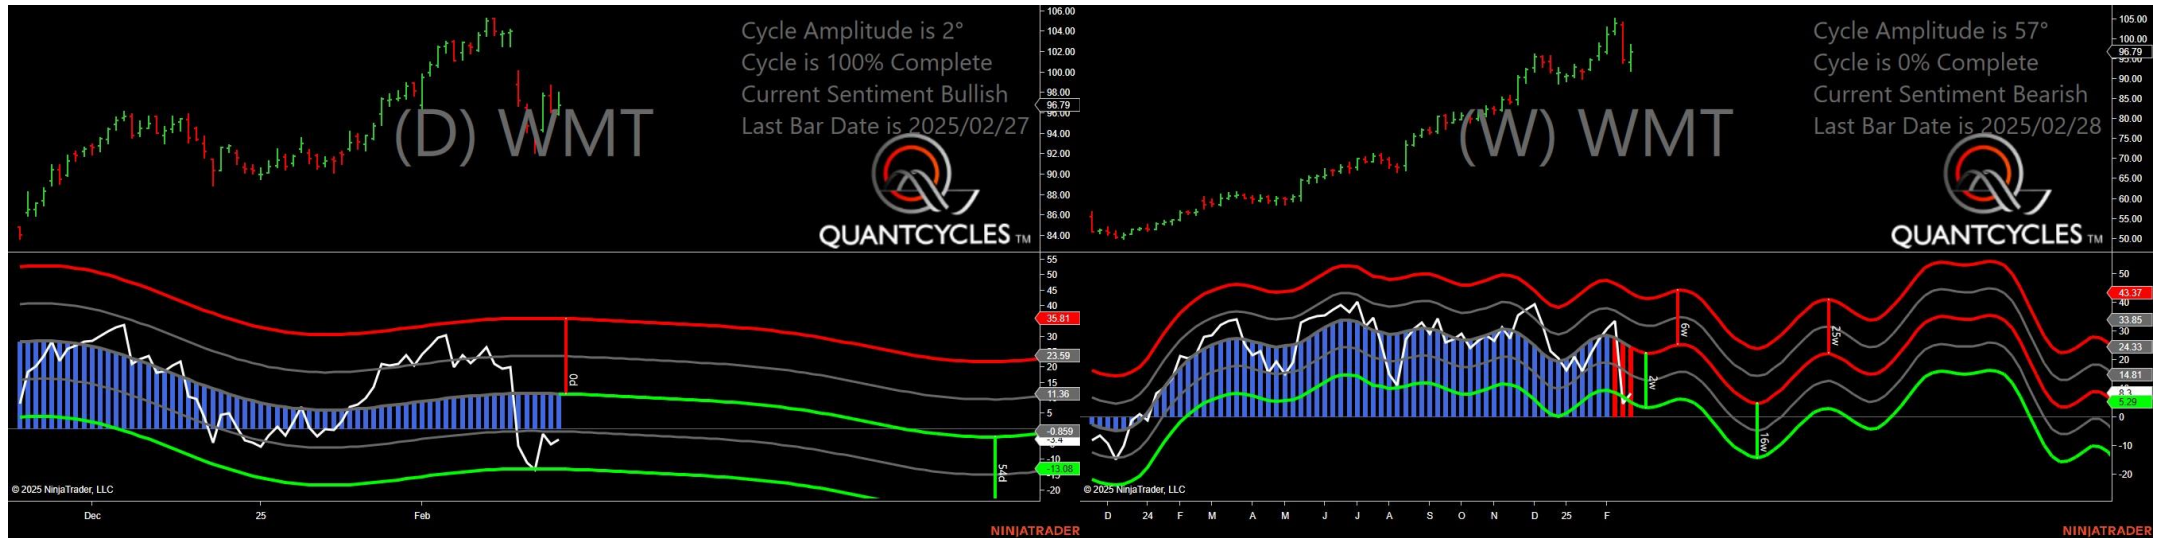 Cycle Amplitude is 2°
Cycle is 100% Complete
Current Sentiment Bullish
Last Bar Date is 2025/02/27
(D) WMT
QUANTCYCLES TM
106.00
104.00
102.00
100.00
98.00
96.79
96.00
94.00
92.00
90.00
88.00
86.00
84.00
55
50
45
40
35.81
30
23.59
20
15
11.36
5
-0.859
-3.4
-10
-13.08
-20
0d
54d
© 2025 NinjaTrader, LLC
Dec
25
Feb
NINJATRADER
Cycle Amplitude is 57°
Cycle is 0% Complete
Current Sentiment Bearish
Last Bar Date is 2025/02/28
(W) WMT
QUANTCYCLES TM
105.00
100.00
96.79
95.00
90.00
85.00
80.00
75.00
70.00
65.00
60.00
55.00
50.00
50
43.37
40
33.85
30
24.33
20
14.81
8.3
5.29
0
-10
-20
6w
25w
2w
16w
© 2025 NinjaTrader, LLC
D
24
F
M
A
M
J
J
A
S
O
N
D
25
F
NINJATRADER